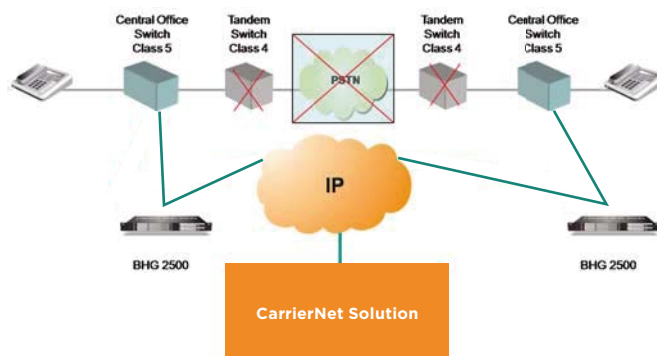 Central Office
Switch
Class 5
Tandem
Switch
Class 4
Tandem
Switch
Class 4
Central Office
Switch
Class 5
PSTN
IP
BHG 2500
BHG 2500
CarrierNet Solution